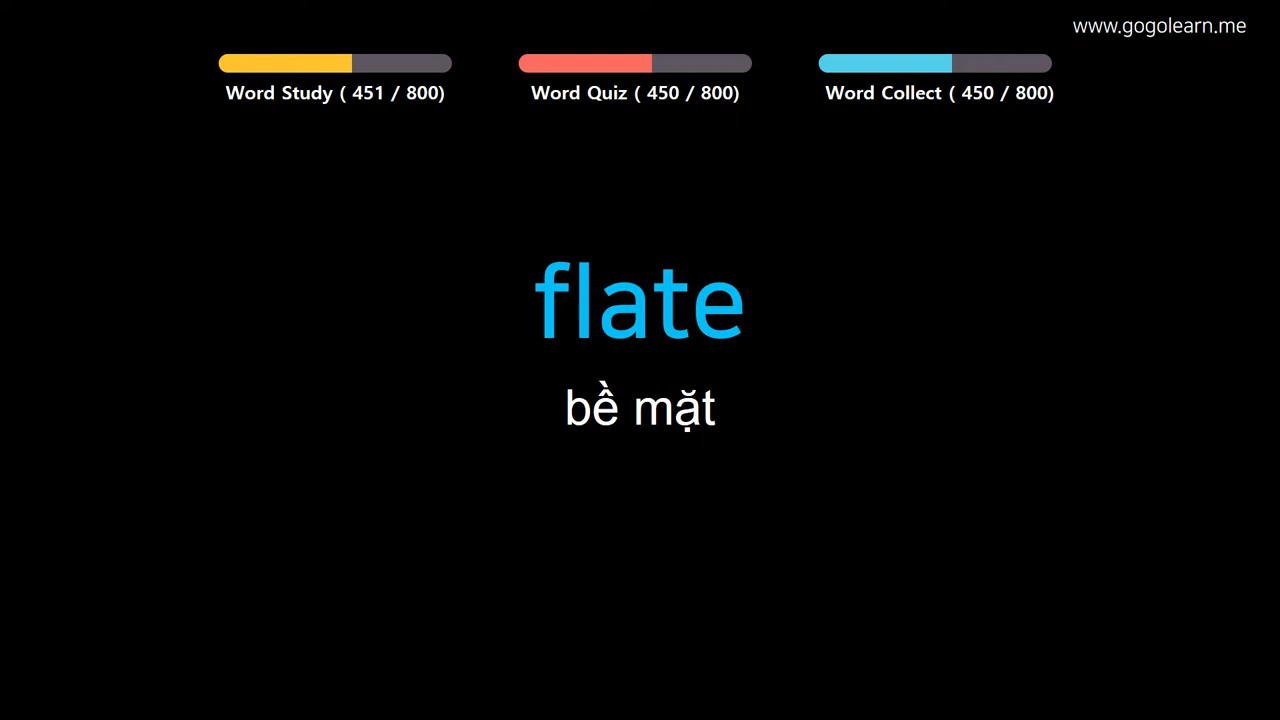 www.gogolearn.me
Word Study ( 451 / 800)
Word Quiz ( 450 / 800)
Word Collect ( 450 / 800)
flate
bề mặt